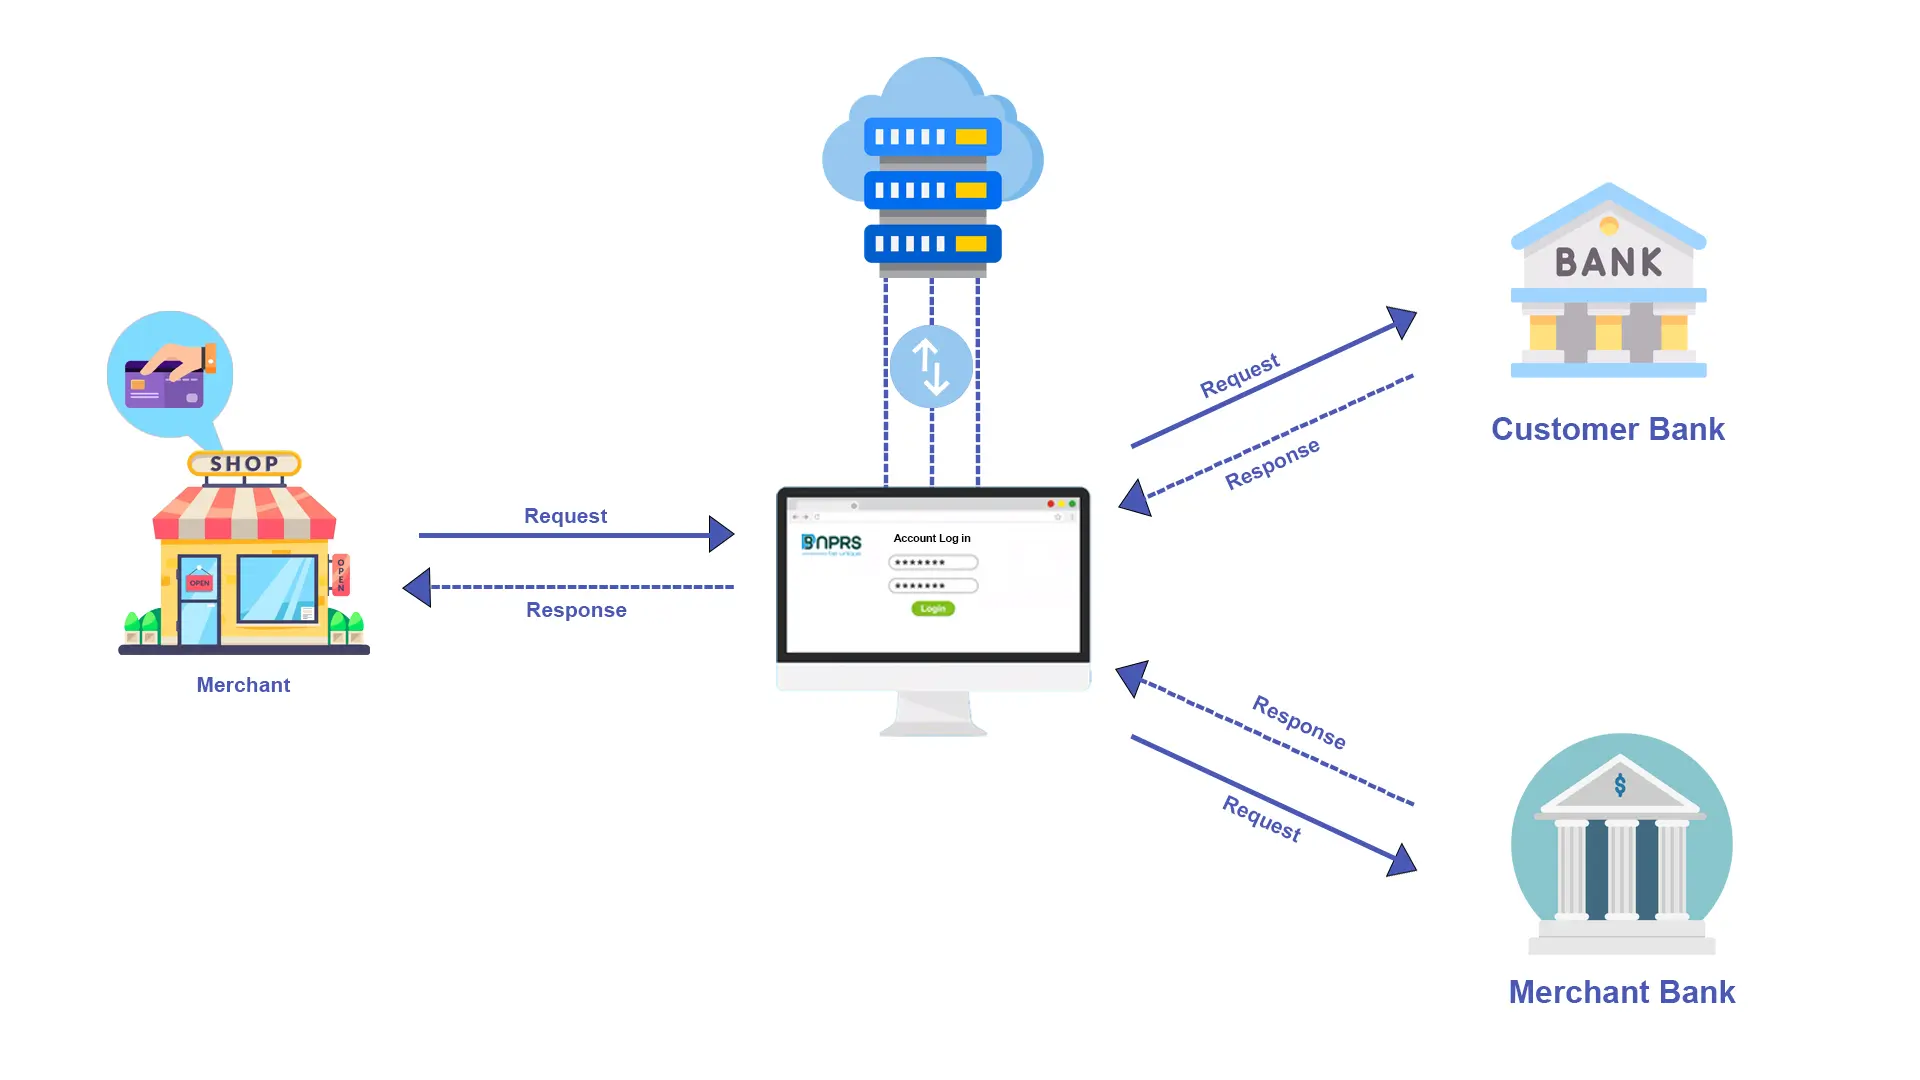 SHOP
OPEN
OPEN
Merchant
Request
Response
BNPRS
Account Log in
*******
*******
Login
Request
Response
BANK
Customer Bank
Response
Request
$
Merchant Bank